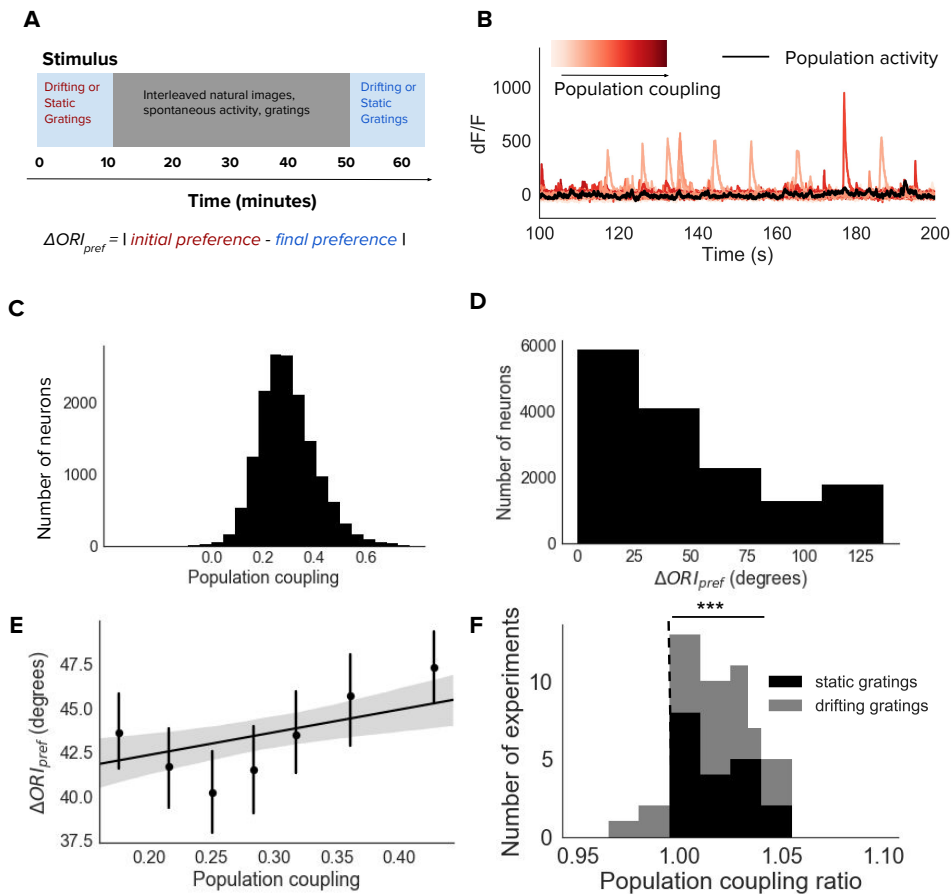 A
Stimulus
Drifting or
Static
Gratings
Interleaved natural images,
spontaneous activity, gratings
Drifting or
Static
Gratings
0 10 20 30 40 50 60
Time (minutes)
ΔORIpref = | initial preference - final preference |
B
Population activity
Population coupling
dF/F
1000
500
0
100 120 140 160 180 200
Time (s)
C
Number of neurons
2000
1000
0
0.0 0.2 0.4 0.6
Population coupling
D
Number of neurons
6000
4000
2000
0
0 25 50 75 100 125
ΔORIpref (degrees)
E
ΔORIpref (degrees)
47.5
45.0
42.5
40.0
37.5
0.20 0.25 0.30 0.35 0.40
Population coupling
F
***
Number of experiments
10
5
0
static gratings
drifting gratings
0.95 1.00 1.05 1.10
Population coupling ratio